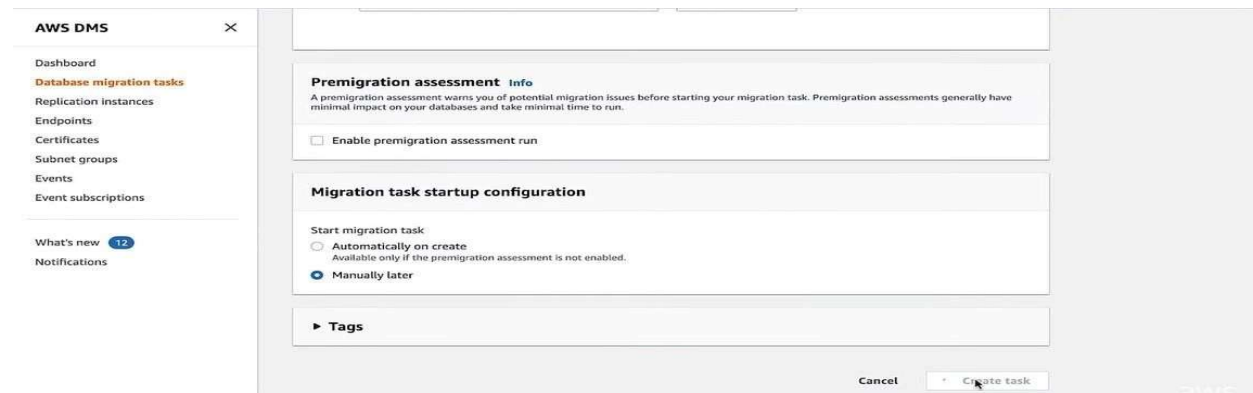 AWS DMS
Dashboard
Database migration tasks
Replication instances
Endpoints
Certificates
Subnet groups
Events
Event subscriptions
What's new 12
Notifications
Premigration assessment Info
A premigration assessment warns you of potential migration issues before starting your migration task. Premigration assessments generally have
minimal impact on your databases and take minimal time to run.
Enable premigration assessment run
Migration task startup configuration
Start migration task
Automatically on create
Available only if the premigration assessment is not enabled.
Manually later
Tags
Cancel
Create task
aws